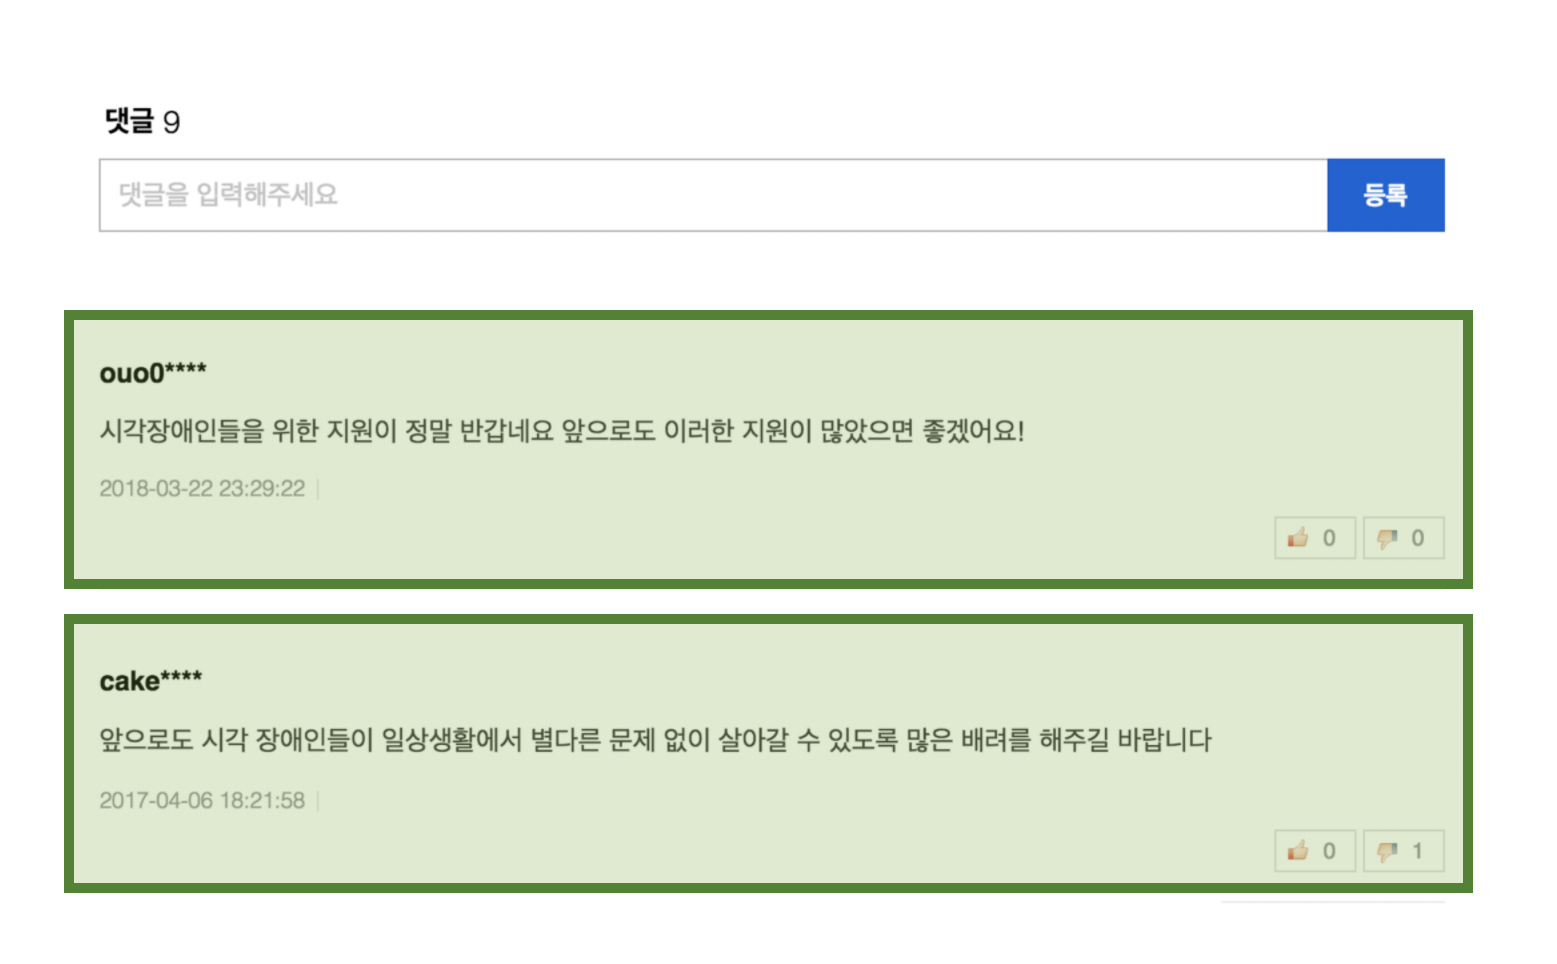 댓글 9
댓글을 입력해주세요
등록
ouo0****
시각장애인들을 위한 지원이 정말 반갑네요 앞으로도 이러한 지원이 많았으면 좋겠어요!
2018-03-22 23:29:22
0 0
cake****
앞으로도 시각 장애인들이 일상생활에서 별다른 문제 없이 살아갈 수 있도록 많은 배려를 해주길 바랍니다
2017-04-06 18:21:58
0 1